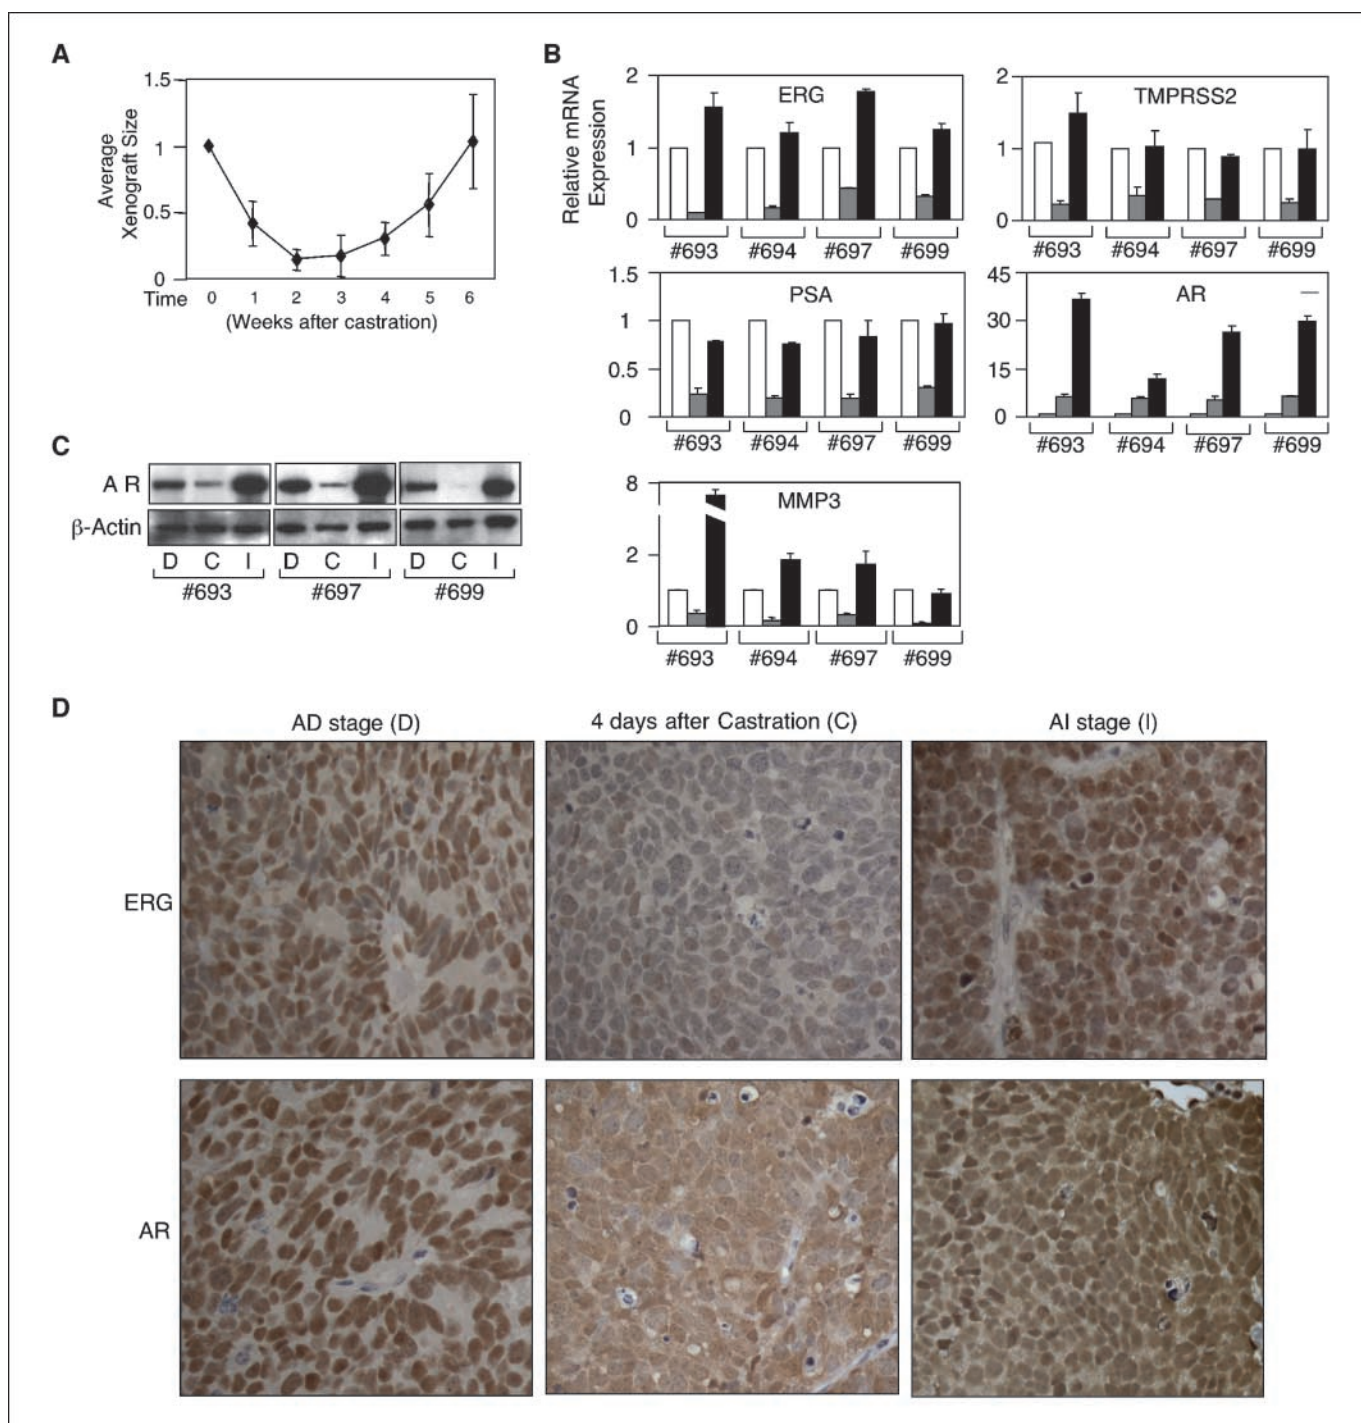 A
Average
Xenograft Size
1.5
1
0.5
0
Time 0 1 2 3 4 5 6
(Weeks after castration)
B
Relative mRNA
Expression
2
1
0
ERG
#693 #694 #697 #699
2
1
0
TMPRSS2
#693 #694 #697 #699
1.5
1
0.5
0
PSA
#693 #694 #697 #699
45
30
15
0
AR
#693 #694 #697 #699
8
2
0
MMP3
#693 #694 #697 #699
C
A R
β-Actin
D C I D C I D C I
#693 #697 #699
D
AD stage (D) 4 days after Castration (C) AI stage (I)
ERG
AR